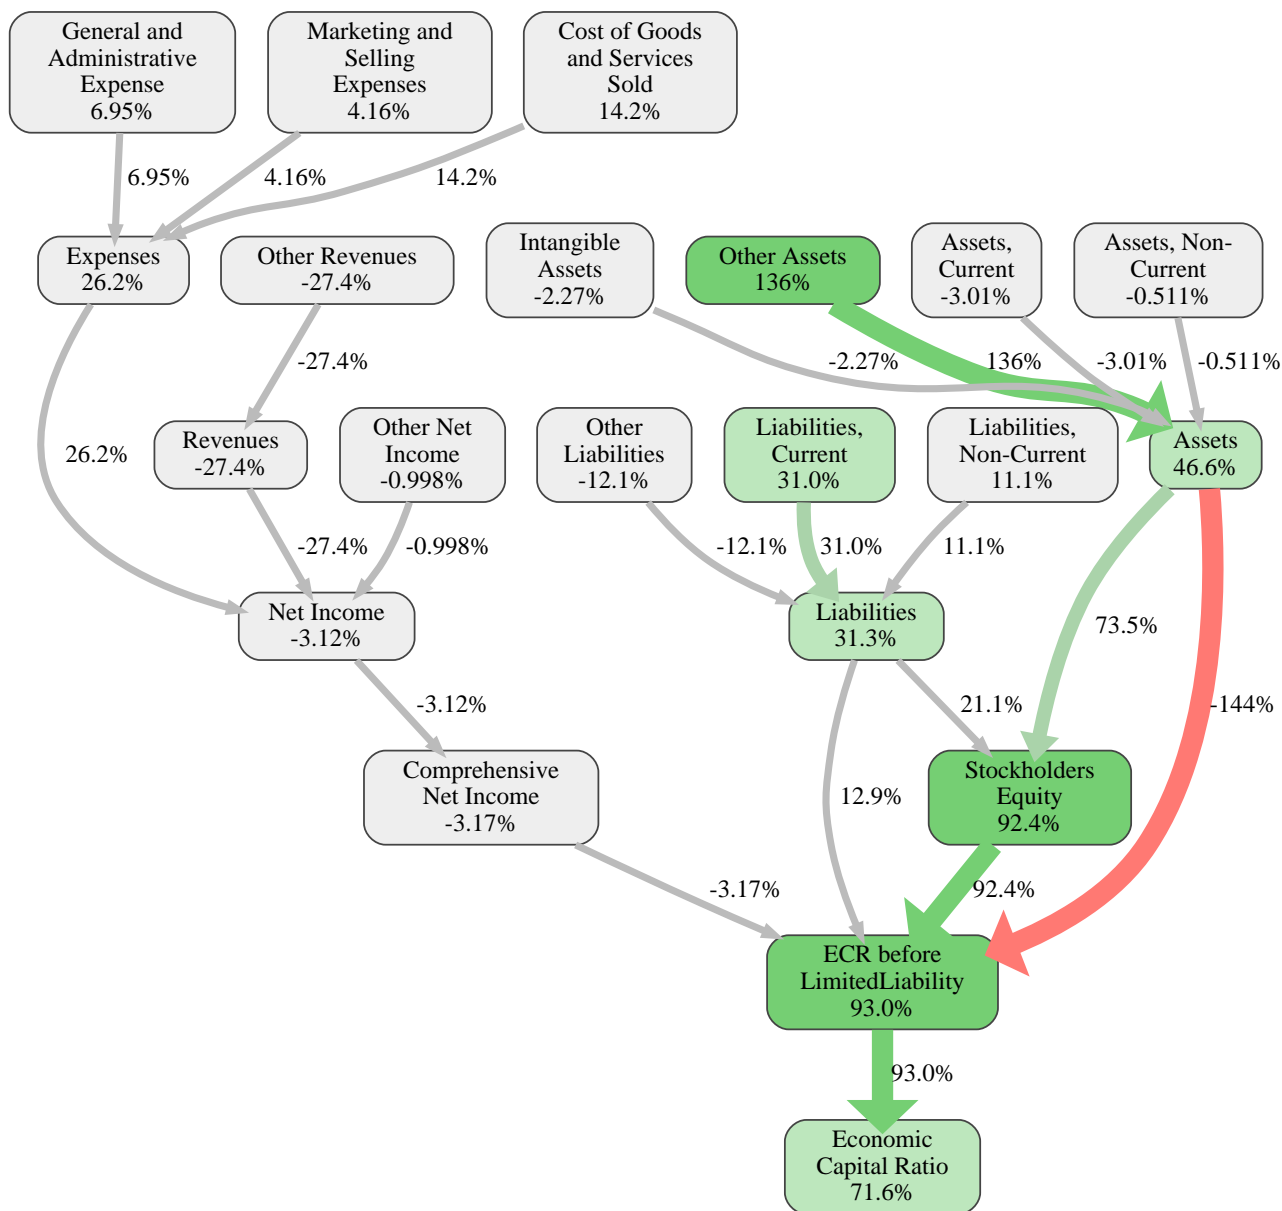 General and
Administrative
Expense
6.95%
Marketing and
Selling
Expenses
4.16%
Cost of Goods
and Services
Sold
14.2%
6.95%
4.16%
14.2%
Expenses
26.2%
Other Revenues
-27.4%
Intangible
Assets
-2.27%
Other Assets
136%
Assets,
Current
-3.01%
Assets, Non-
Current
-0.511%
-27.4%
-2.27%
136%
-3.01%
-0.511%
26.2%
Revenues
-27.4%
Other Net
Income
-0.998%
Other
Liabilities
-12.1%
Liabilities,
Current
31.0%
Liabilities,
Non-Current
11.1%
Assets
46.6%
-27.4%
-0.998%
-12.1%
31.0%
11.1%
Net Income
-3.12%
Liabilities
31.3%
73.5%
-3.12%
21.1%
-144%
Comprehensive
Net Income
-3.17%
12.9%
Stockholders
Equity
92.4%
-3.17%
92.4%
ECR before
LimitedLiability
93.0%
93.0%
Economic
Capital Ratio
71.6%